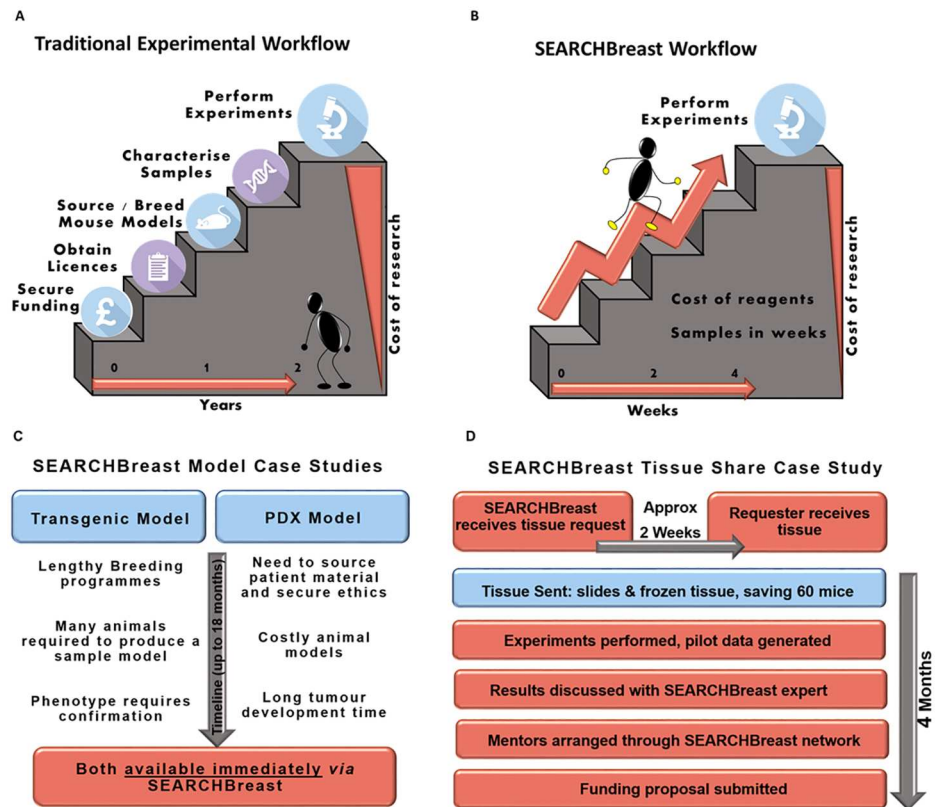 A
Traditional Experimental Workflow
Perform
Experiments
Characterise
Samples
Source / Breed
Mouse Models
Obtain
Licences
Secure
Funding
£
Cost of research
0 1 2
Years
B
SEARCHBreast Workflow
Perform
Experiments
Cost of reagents
Samples in weeks
Cost of research
0 2 4
Weeks
C
SEARCHBreast Model Case Studies
Transgenic Model
PDX Model
Lengthy Breeding
programmes
Many animals
required to produce a
sample model
Phenotype requires
confirmation
Timeline (up to 18 months)
Need to source
patient material
and secure ethics
Costly animal
models
Long tumour
development time
Both available immediately via
SEARCHBreast
D
SEARCHBreast Tissue Share Case Study
SEARCHBreast
receives tissue request
Approx
2 Weeks
Requester receives
tissue
Tissue Sent: slides & frozen tissue, saving 60 mice
Experiments performed, pilot data generated
Results discussed with SEARCHBreast expert
Mentors arranged through SEARCHBreast network
Funding proposal submitted
4 Months